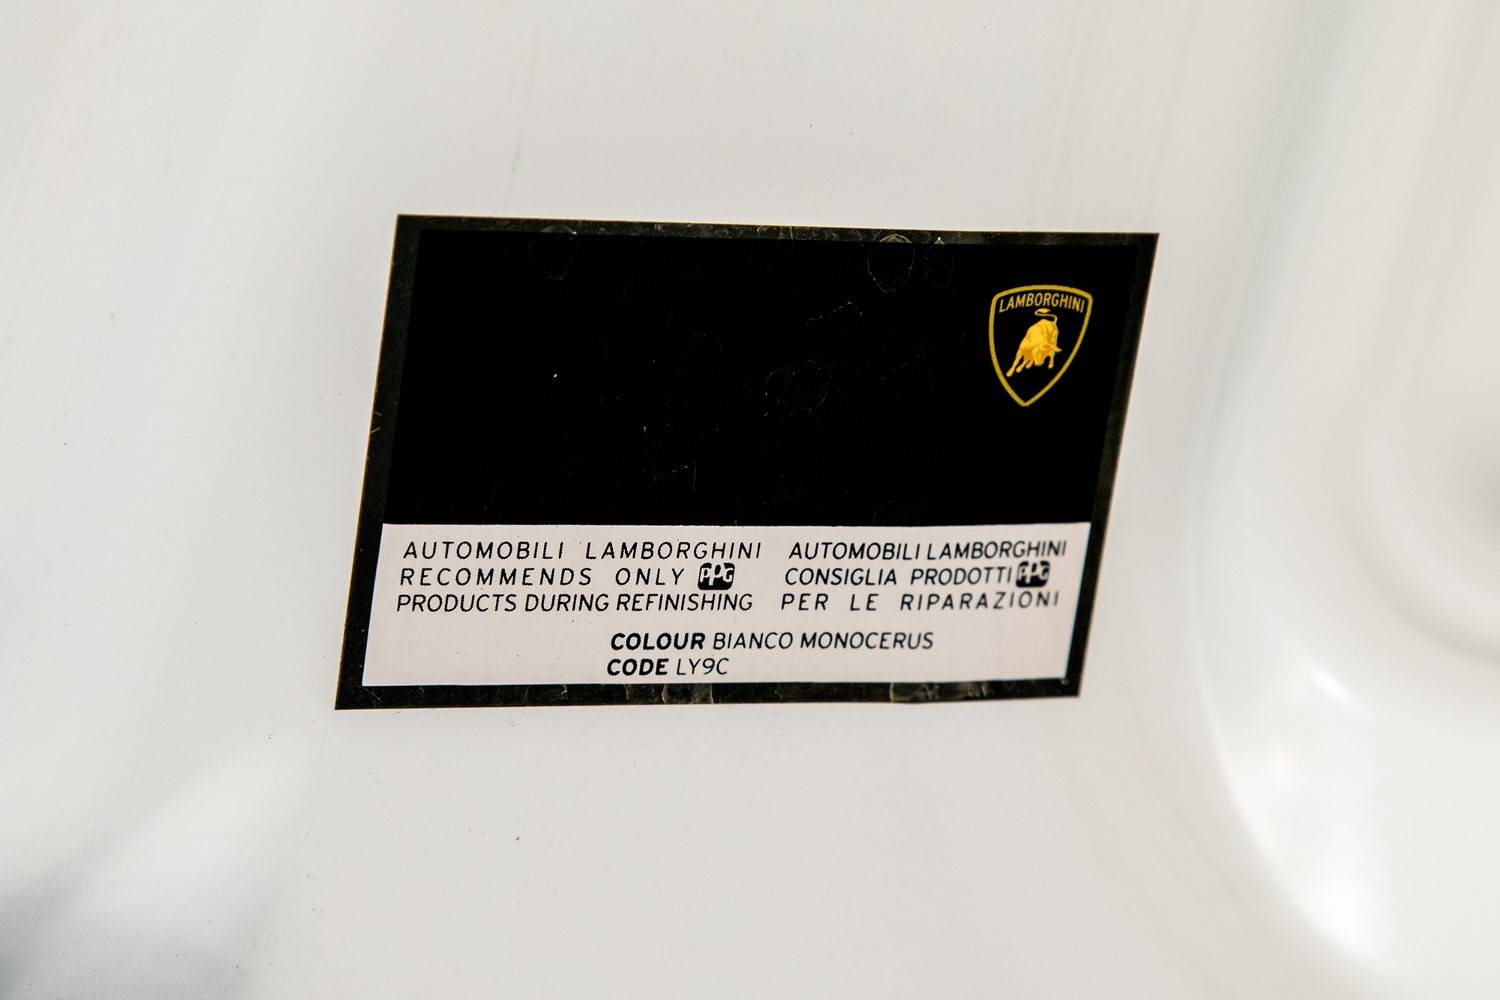 LAMBORGHINI
AUTOMOBILI LAMBORGHINI
RECOMMENDS ONLY PPG
PRODUCTS DURING REFINISHING
AUTOMOBILI LAMBORGHINI
CONSIGLIA PRODOTTI PPG
PER LE RIPARAZIONI
COLOUR BIANCO MONOCERUS
CODE LY9C